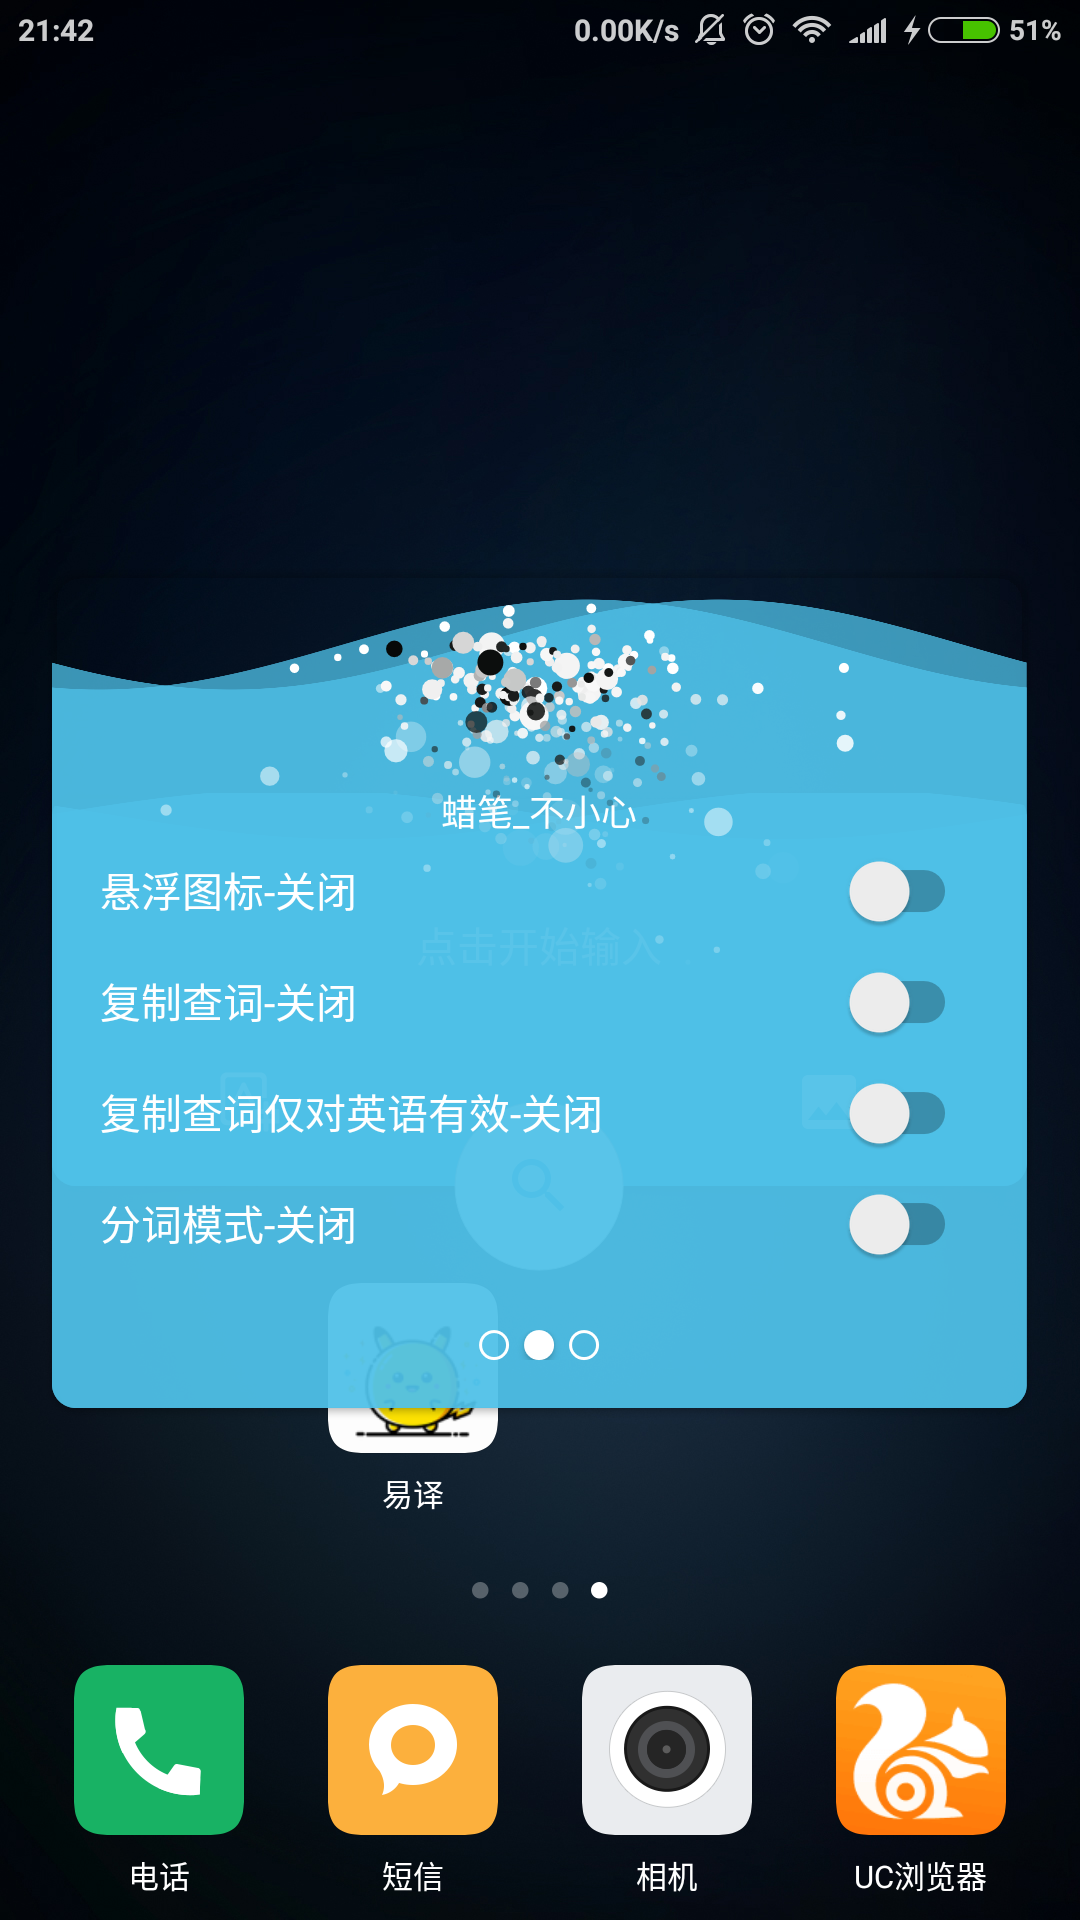 21:42
0.00K/s
51%
蜡笔_不小心
悬浮图标-关闭
点击开始输入
复制查词-关闭
复制查词仅对英语有效-关闭
分词模式-关闭
易译
电话
短信
相机
UC浏览器